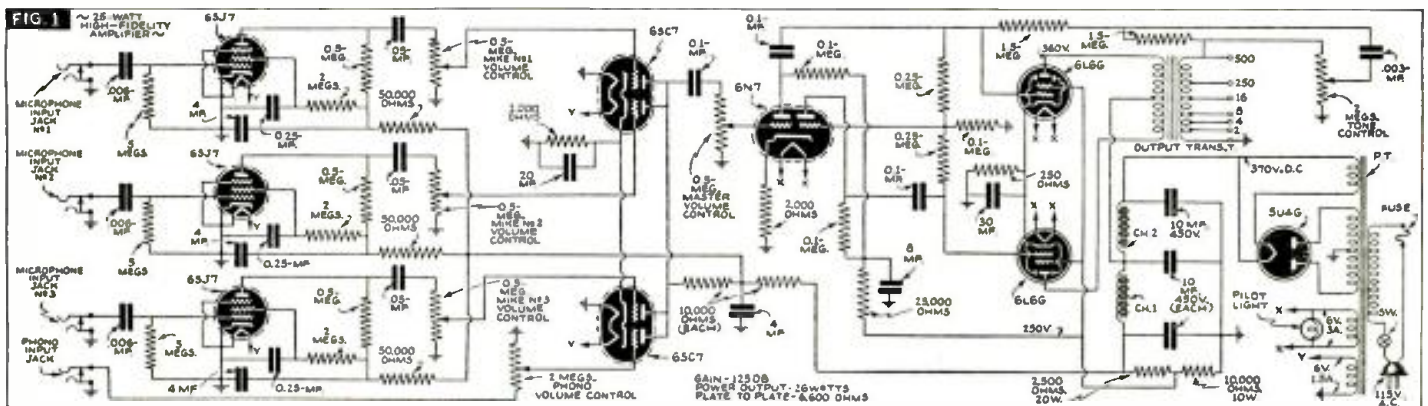 FIG. 1
~ 25-WATT
HIGH-FIDELITY
AMPLIFIER ~
6SJ7
MICROPHONE
INPUT
JACK
Nº1
.006-
MF.
5
MEGS.
4
MF.
Y
0.25-
MF.
0.5-
MEG.
2
MEGS.
.05-
MF.
50,000
OHMS
0.5-
MEG.
MIKE Nº1
VOLUME
CONTROL
6SJ7
MICROPHONE
INPUT
JACK
Nº2
.006-
MF.
5
MEGS
4
MF.
Y
0.25-MF.
0.5-
MEG.
2
MEGS.
.05-
MF.
50,000
OHMS
0.5-
MEG.
MIKE Nº2
VOLUME
CONTROL
6SJ7
MICROPHONE
INPUT
JACK Nº3
.006-
MF.
5
MEGS.
4 MF.
Y
0.25-MF.
0.5-
MEG.
2
MEGS.
.05-
MF.
50,000
OHMS
0.5-
MEG
MIKE Nº3
VOLUME
CONTROL
PHONO
INPUT
JACK
2 MEGS.
PHONO
VOLUME CONTROL
6SC7
Y
OHMS
20
MF.
Y
6SC7
0.1-
MF.
0.5-
MEG.
MASTER
VOLUME
CONTROL
10,000
OHMS
(EACH)
4
MF.
GAIN-125DB
POWER OUTPUT-26WATTS
PLATE TO PLATE-6,600 OHMS
0.1-
MF.
0.1-
MEG.
6N7
X
X
2,000
OHMS
0.1-
MEG.
8
MF.
25,000
OHMS
0.1-
MF.
0.25-
MEG
0.25-
MEG.
0.1-
MEG.
250
OHMS
30
MF.
1.5-
MEG.
360V.
6L6G
X
X
X
X
6L6G
250V.
1.5-
MEG.
500
250
16
8
4
2
OUTPUT TRANS.,T
.003-
MF.
2
MEGS.
TONE
CONTROL
370V.D.C
CH.2
CH.1
10 MF.
450V.
10
MF.
450V.
(EACH)
2,500
OHMS
20W.
10,000
OHMS
10W.
5U4G
P.T.
FUSE
PILOT
LIGHT
X
X
6V.
3A.
Y
Y
6V.
SW.
115V.
A.C.